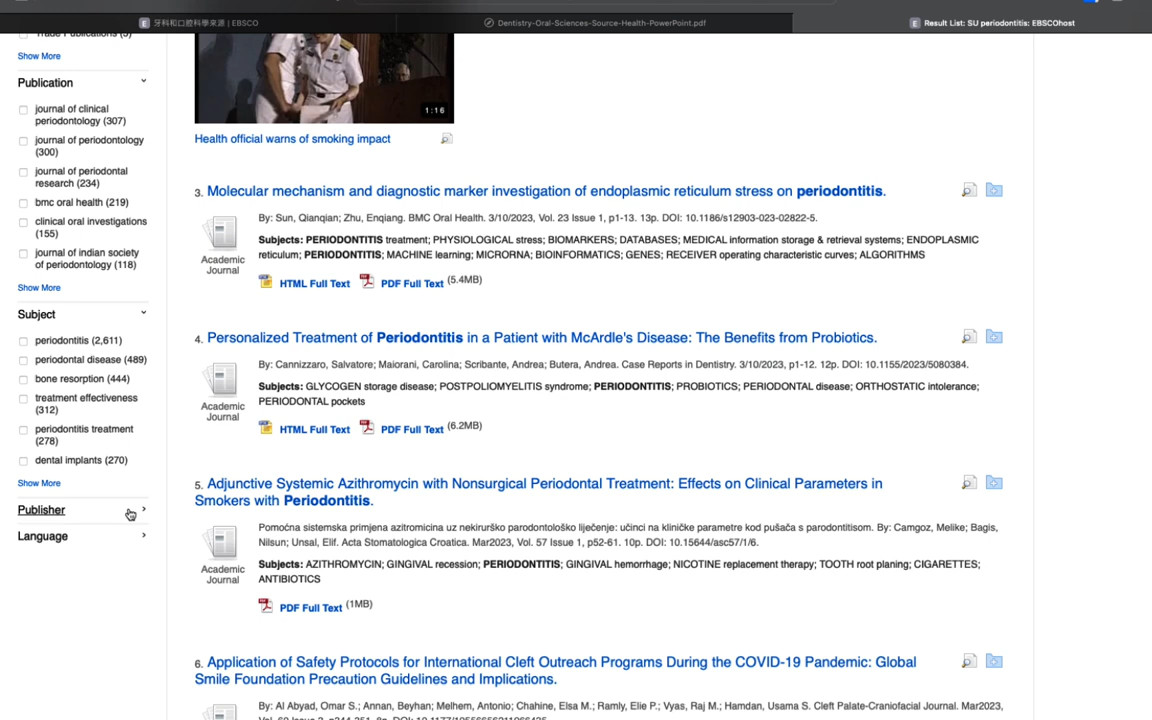 牙科和口腔科學來源 | EBSCO
Dentistry-Oral-Sciences-Source-Health-PowerPoint.pdf
Result List: SU periodontitis: EBSCOhost
Trade Publications (3)
Show More
Publication
journal of clinical
periodontology (307)
journal of periodontology
(300)
journal of periodontal
research (234)
bmc oral health (219)
clinical oral investigations
(155)
journal of indian society
of periodontology (118)
Show More
Subject
periodontitis (2,611)
periodontal disease (489)
bone resorption (444)
treatment effectiveness
(312)
periodontitis treatment
(278)
dental implants (270)
Show More
Publisher
Language
1:16
Health official warns of smoking impact
3. Molecular mechanism and diagnostic marker investigation of endoplasmic reticulum stress on periodontitis.
Academic
Journal
By: Sun, Qianqian; Zhu, Enqiang. BMC Oral Health. 3/10/2023, Vol. 23 Issue 1, p1-13. 13p. DOI: 10.1186/s12903-023-02822-5.
Subjects: PERIODONTITIS treatment; PHYSIOLOGICAL stress; BIOMARKERS; DATABASES; MEDICAL information storage & retrieval systems; ENDOPLASMIC
reticulum; PERIODONTITIS; MACHINE learning; MICRORNA; BIOINFORMATICS; GENES; RECEIVER operating characteristic curves; ALGORITHMS
HTML Full Text PDF Full Text (5.4MB)
4. Personalized Treatment of Periodontitis in a Patient with McArdle's Disease: The Benefits from Probiotics.
Academic
Journal
By: Cannizzaro, Salvatore; Maiorani, Carolina; Scribante, Andrea; Butera, Andrea. Case Reports in Dentistry. 3/10/2023, p1-12. 12p. DOI: 10.1155/2023/5080384.
Subjects: GLYCOGEN storage disease; POSTPOLIOMYELITIS syndrome; PERIODONTITIS; PROBIOTICS; PERIODONTAL disease; ORTHOSTATIC intolerance;
PERIODONTAL pockets
HTML Full Text PDF Full Text (6.2MB)
5. Adjunctive Systemic Azithromycin with Nonsurgical Periodontal Treatment: Effects on Clinical Parameters in
Smokers with Periodontitis.
Academic
Journal
Pomoćna sistemska primjena azitromicina uz nekirurško parodontološko liječenje: učinci na kliničke parametre kod pušača s parodontitisom. By: Camgoz, Melike; Bagis,
Nilsun; Unsal, Elif. Acta Stomatologica Croatica. Mar2023, Vol. 57 Issue 1, p52-61. 10p. DOI: 10.15644/asc57/1/6.
Subjects: AZITHROMYCIN; GINGIVAL recession; PERIODONTITIS; GINGIVAL hemorrhage; NICOTINE replacement therapy; TOOTH root planing; CIGARETTES;
ANTIBIOTICS
PDF Full Text (1MB)
6. Application of Safety Protocols for International Cleft Outreach Programs During the COVID-19 Pandemic: Global
Smile Foundation Precaution Guidelines and Implications.
By: Al Abyad, Omar S.; Annan, Beyhan; Melhem, Antonio; Chahine, Elsa M.; Ramly, Elie P.; Vyas, Raj M.; Hamdan, Usama S. Cleft Palate-Craniofacial Journal. Mar2023,